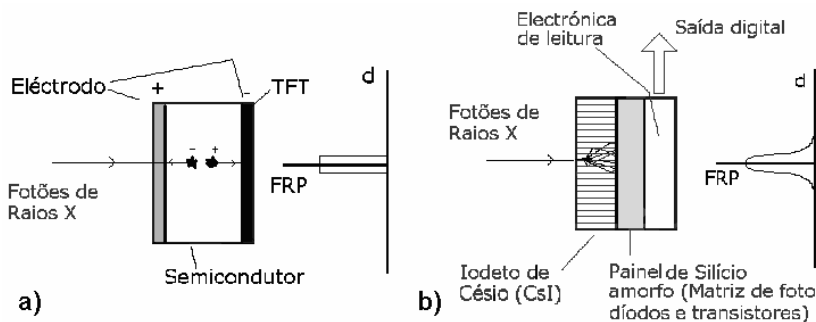 Eléctrodo
+
-
TFT
d
- +
Fotões de
Raios X
FRP
Semicondutor
a)
Electrónica
de leitura
Saída digital
d
Fotões de
Raios X
FRP
Iodeto de
Césio (CsI)
Painel de Silício
amorfo (Matriz de foto
díodos e transistores)
b)